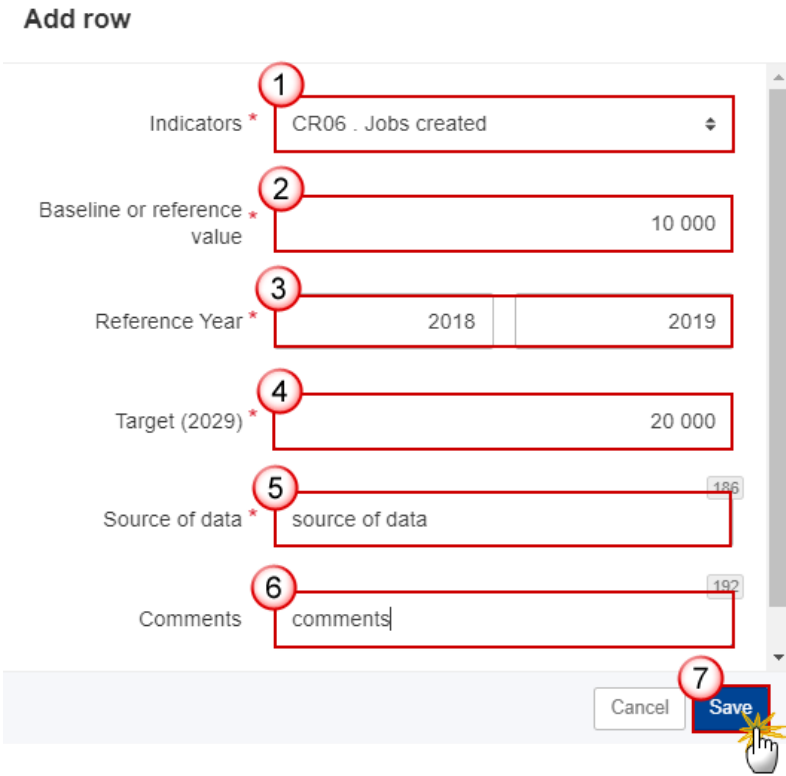 Add row
1
Indicators * CR06 . Jobs created
2
Baseline or reference
value * 10 000
3
Reference Year * 2018 2019
4
Target (2029) * 20 000
5 186
Source of data * source of data
6 192
Comments comments
7
Cancel Save